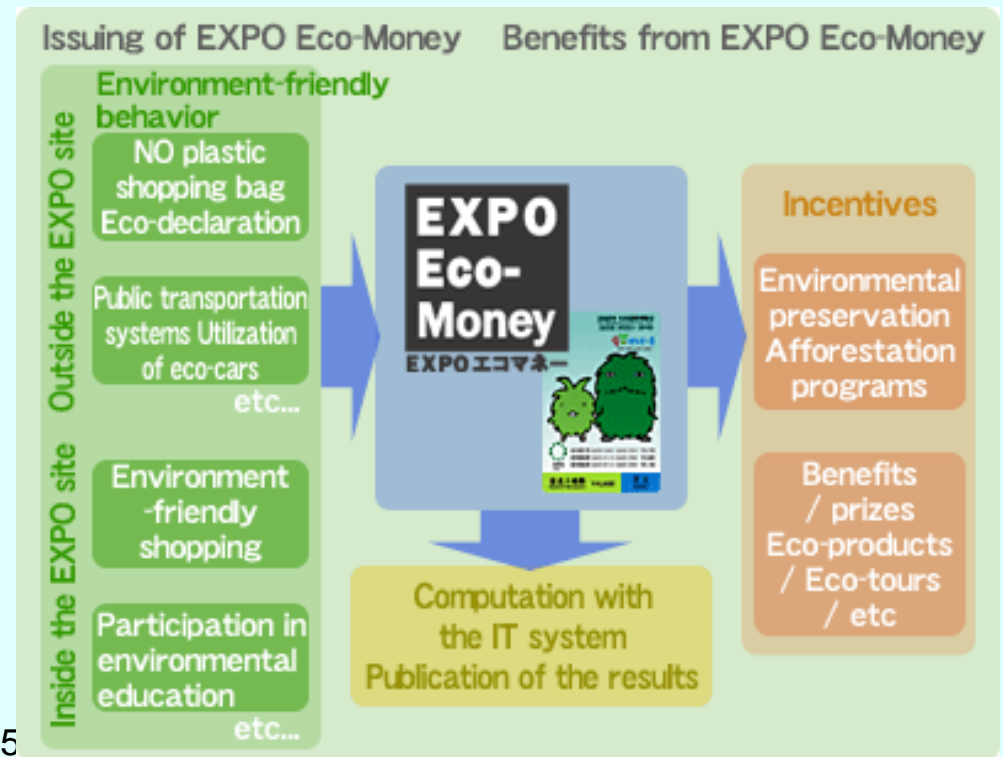 Issuing of EXPO Eco-Money
Benefits from EXPO Eco-Money
Outside the EXPO site
Environment-friendly
behavior
NO plastic
shopping bag
Eco-declaration
Public transportation
systems Utilization
of eco-cars
etc...
Inside the EXPO site
Environment
-friendly
shopping
Participation in
environmental
education
etc...
EXPO
Eco-
Money
EXPOエコマネー
Computation with
the IT system
Publication of the results
Incentives
Environmental
preservation
Afforestation
programs
Benefits
/ prizes
Eco-products
/ Eco-tours
/ etc
5